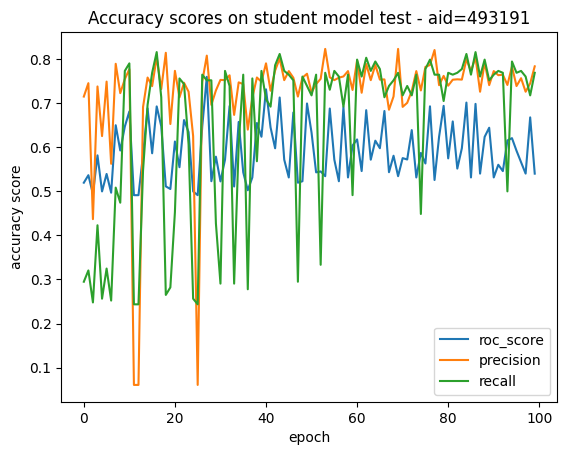 Accuracy scores on student model test - aid=493191
accuracy score
0.8
0.7
0.6
0.5
0.4
0.3
0.2
0.1
roc_score
precision
recall
0 20 40 60 80 100
epoch